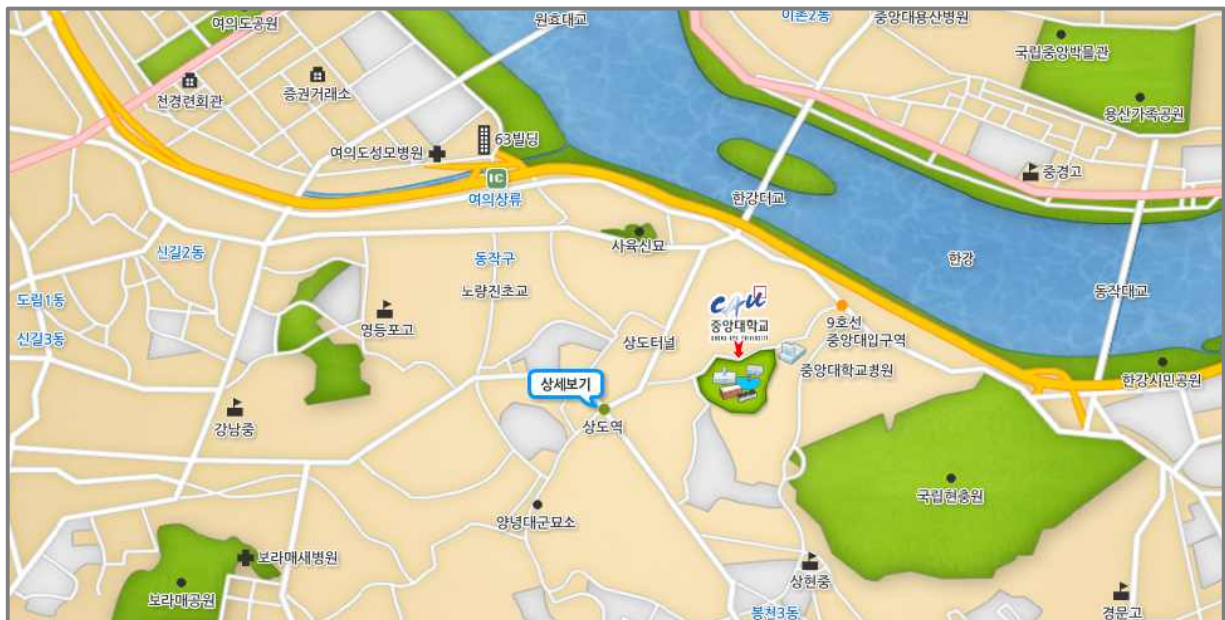 여의도공원
원효대교
이촌2동
중앙대용산병원
국립중앙박물관
전경련회관
증권거래소
용산가족공원
63빌딩
여의도성모병원
IC
여의상류
중경고
한강대교
신길2동
동작구
사육신묘
한강
도림1동
노량진초교
동작대교
신길3동
영등포고
CAU
중앙대학교
CHUNG-ANG UNIVERSITY
상도터널
9호선
중앙대입구역
중앙대학교병원
한강시민공원
상세보기
강남중
상도역
국립현충원
양녕대군묘소
보라매새병원
상현중
보라매공원
봉천3동
경문고